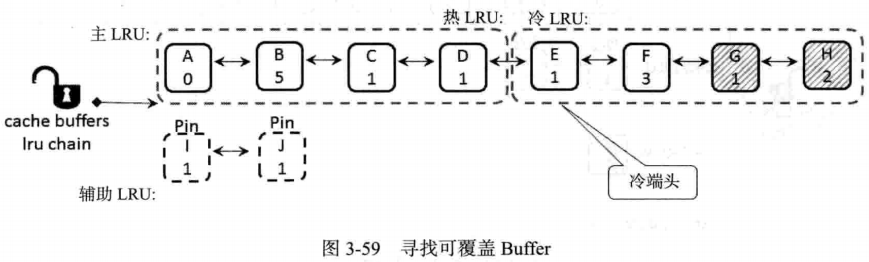 主 LRU:
热 LRU:
冷 LRU:
A
0
B
5
C
1
D
1
E
1
F
3
G
1
H
2
cache buffers
lru chain
Pin
I
1
Pin
J
1
辅助 LRU:
冷端头
图 3-59 寻找可覆盖 Buffer